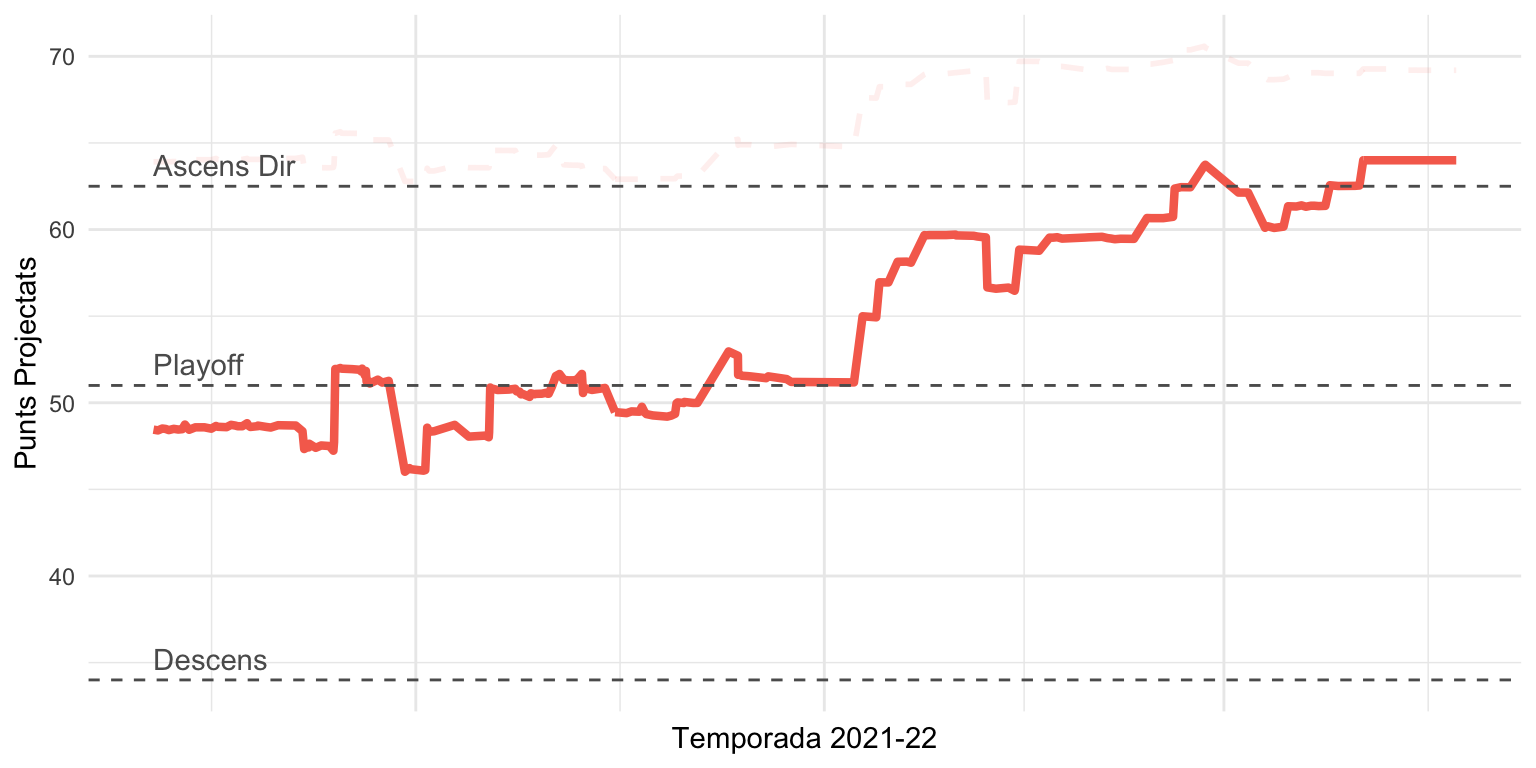 70
Ascens Dir
60
Playoff
50
40
Descens
Punts Projectats
Temporada 2021-22